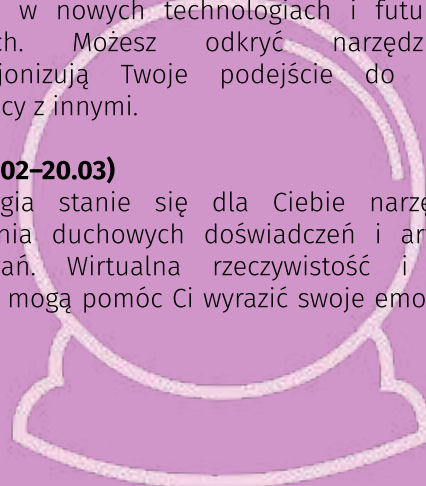 w nowych technologiach i futu
ch. Możesz odkryć narzędz
jonizują Twoje podejście do
cy z innymi.
02–20.03)
gia stanie się dla Ciebie narzę
nia duchowych doświadczeń i ar
ań. Wirtualna rzeczywistość i
mogą pomóc Ci wyrazić swoje emo